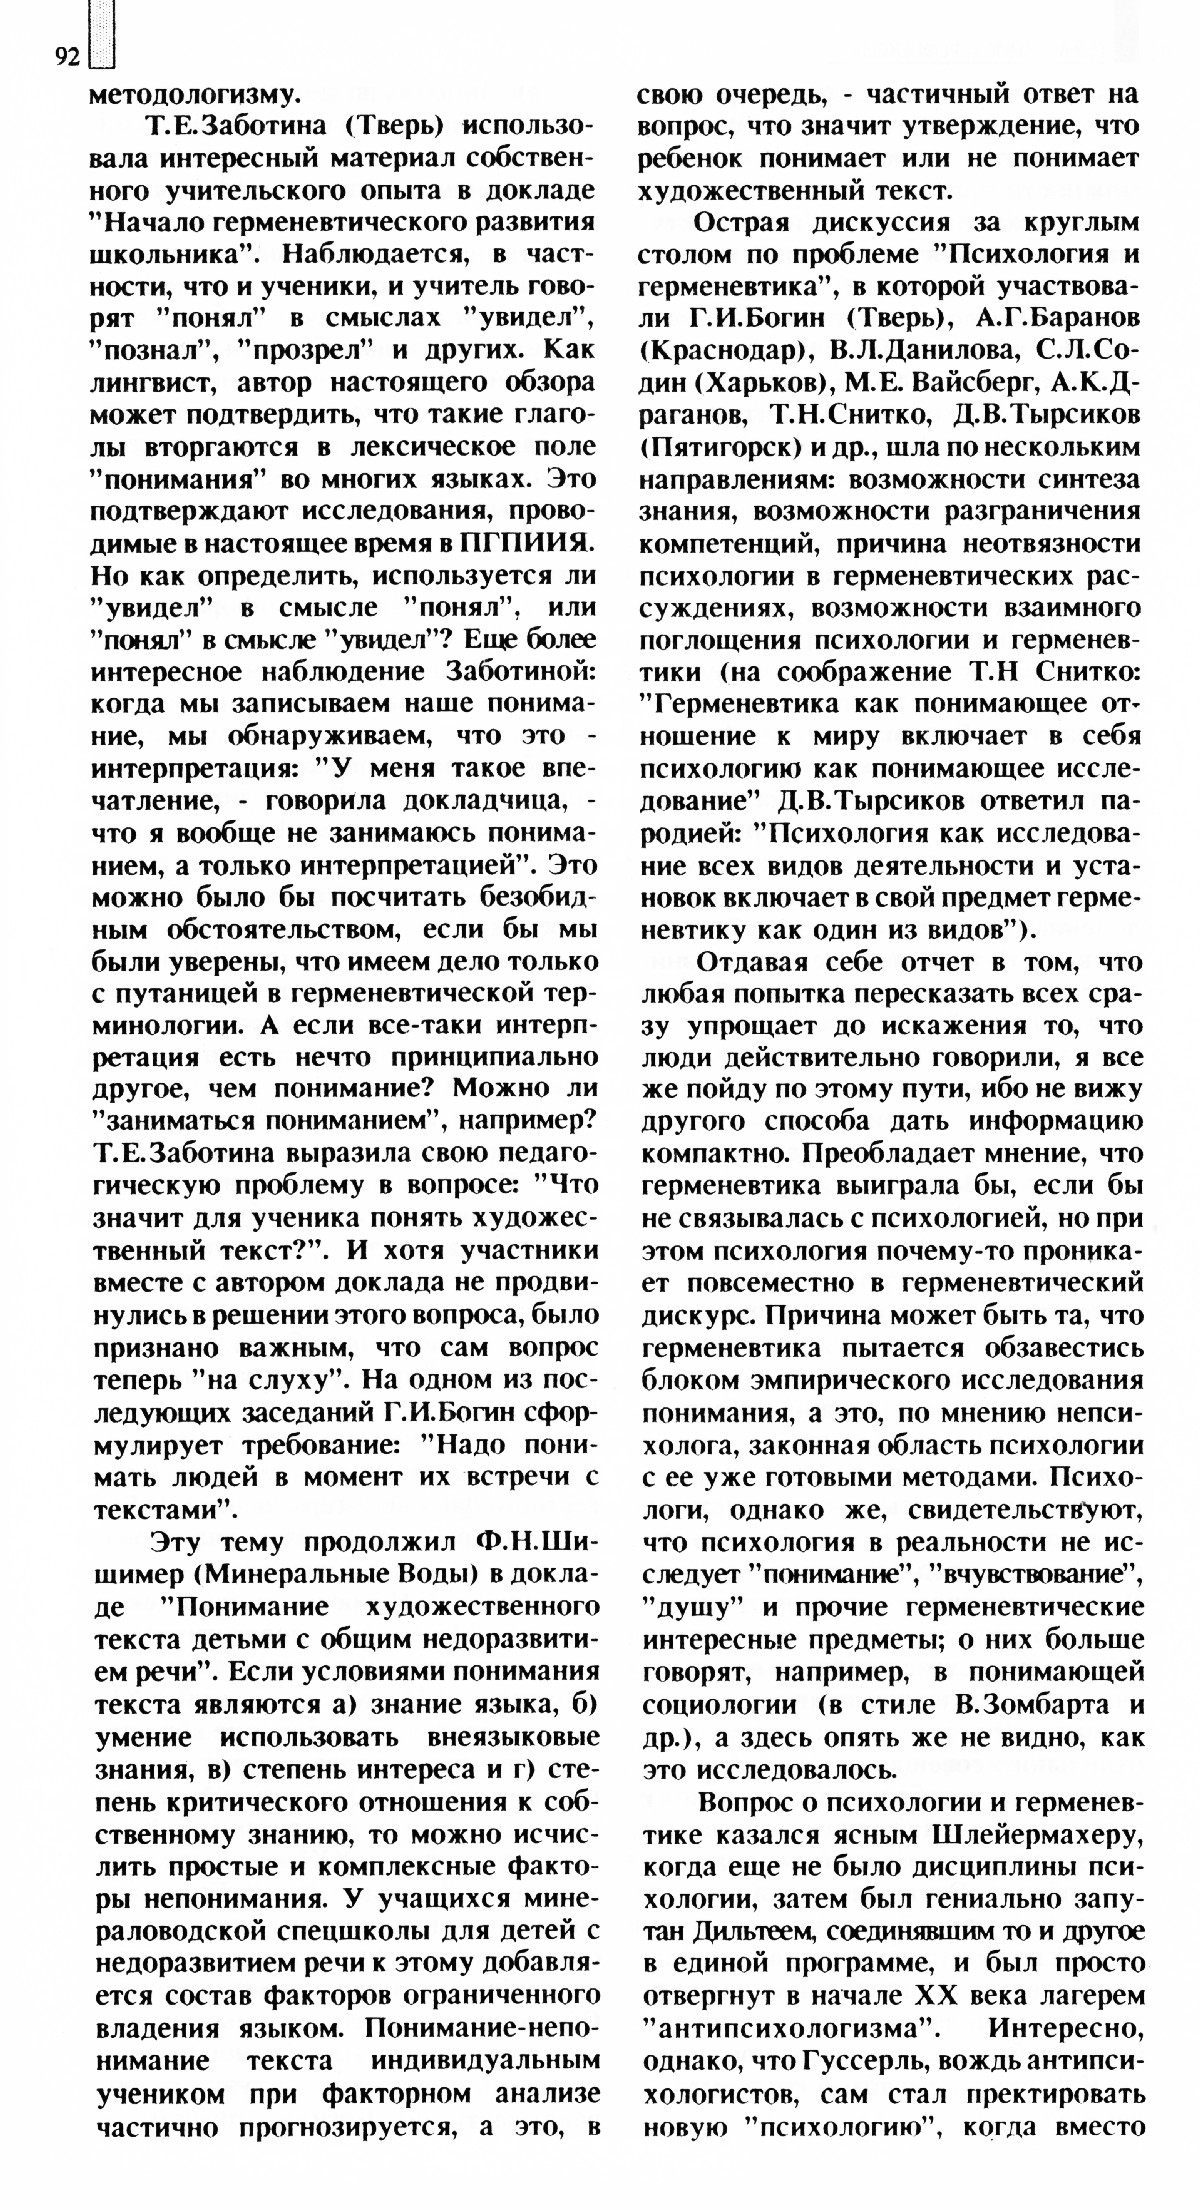 92
методологизму.
Т.Е.Заботина (Тверь) использо-
вала интересный материал собствен-
ного учительского опыта в докладе
"Начало герменевтического развития
школьника". Наблюдается, в част-
ности, что и ученики, и учитель гово-
рят "понял" в смыслах "увидел",
"познал", "прозрел" и других. Как
лингвист, автор настоящего обзора
может подтвердить, что такие глаго-
лы вторгаются в лексическое поле
"понимания" во многих языках. Это
подтверждают исследования, прово-
димые в настоящее время в ПГПИИЯ.
Но как определить, используется ли
"увидел" в смысле "понял", или
"понял" в смысле "увидел"? Еще более
интересное наблюдение Заботиной:
когда мы записываем наше понима-
ние, мы обнаруживаем, что это -
интерпретация: "У меня такое впе-
чатление, - говорила докладчица, -
что я вообще не занимаюсь понима-
нием, а только интерпретацией". Это
можно было бы посчитать безобид-
ным обстоятельством, если бы мы
были уверены, что имеем дело только
с путаницей в герменевтической тер-
минологии. А если все-таки интерп-
ретация есть нечто принципиально
другое, чем понимание? Можно ли
"заниматься пониманием", например?
Т.Е.Заботина выразила свою педаго-
гическую проблему в вопросе: "Что
значит для ученика понять художес-
твенный текст?". И хотя участники
вместе с автором доклада не продви-
нулись в решении этого вопроса, было
признано важным, что сам вопрос
теперь "на слуху". На одном из пос-
ледующих заседаний Г.И.Богин сфор-
мулирует требование: "Надо пони-
мать людей в момент их встречи с
текстами".
Эту тему продолжил Ф.Н.Ши-
шимер (Минеральные Воды) в докла-
де "Понимание художественного
текста детьми с общим недоразвити-
ем речи". Если условиями понимания
текста являются а) знание языка, б)
умение использовать внеязыковые
знания, в) степень интереса и г) сте-
пень критического отношения к соб-
ственному знанию, то можно исчис-
лить простые и комплексные факто-
ры непонимания. У учащихся мине-
раловодской спецшколы для детей с
недоразвитием речи к этому добавля-
ется состав факторов ограниченного
владения языком. Понимание-непо-
нимание текста индивидуальным
учеником при факторном анализе
частично прогнозируется, а это, в
свою очередь, - частичный ответ на
вопрос, что значит утверждение, что
ребенок понимает или не понимает
художественный текст.
Острая дискуссия за круглым
столом по проблеме "Психология и
герменевтика", в которой участвова-
ли Г.И.Богин (Тверь), А.Г.Баранов
(Краснодар), В.Л.Данилова, С.Л.Со-
дин (Харьков), М.Е. Вайсберг, А.К.Д-
раганов, Т.Н.Снитко, Д.В.Тырсиков
(Пятигорск) и др., шла по нескольким
направлениям: возможности синтеза
знания, возможности разграничения
компетенций, причина неотвязности
психологии в герменевтических рас-
суждениях, возможности взаимного
поглощения психологии и герменев-
тики (на соображение Т.Н Снитко:
"Герменевтика как понимающее от-
ношение к миру включает в себя
психологию как понимающее иссле-
дование" Д.В.Тырсиков ответил па-
родией: "Психология как исследова-
ние всех видов деятельности и уста-
новок включает в свой предмет герме-
невтику как один из видов").
Отдавая себе отчет в том, что
любая попытка пересказать всех сра-
зу упрощает до искажения то, что
люди действительно говорили, я все
же пойду по этому пути, ибо не вижу
другого способа дать информацию
компактно. Преобладает мнение, что
герменевтика выиграла бы, если бы
не связывалась с психологией, но при
этом психология почему-то проника-
ет повсеместно в герменевтический
дискурс. Причина может быть та, что
герменевтика пытается обзавестись
блоком эмпирического исследования
понимания, а это, по мнению непси-
холога, законная область психологии
с ее уже готовыми методами. Психо-
логи, однако же, свидетельствуют,
что психология в реальности не ис-
следует "понимание", "вчувствование",
"душу" и прочие герменевтические
интересные предметы; о них больше
говорят, например, в понимающей
социологии (в стиле В.Зомбарта и
др.), а здесь опять же не видно, как
это исследовалось.
Вопрос о психологии и герменев-
тике казался ясным Шлейермахеру,
когда еще не было дисциплины пси-
хологии, затем был гениально запу-
тан Дильтеем, соединявшим то и другое
в единой программе, и был просто
отвергнут в начале XX века лагерем
"антипсихологизма". Интересно,
однако, что Гуссерль, вождь антипси-
хологистов, сам стал пректировать
новую "психологию", когда вместо